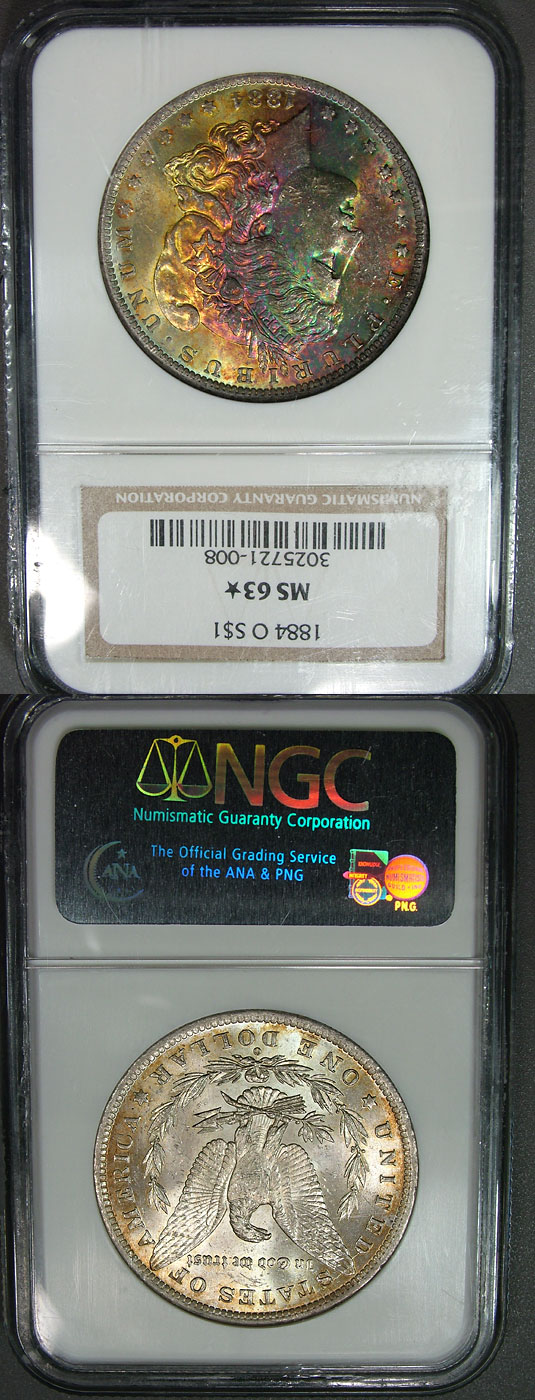 1884
E · PLURIBUS · UNUM
NUMISMATIC GUARANTY CORPORATION
1884 O S$1
MS 63★
3025721-008
NGC
Numismatic Guaranty Corporation
The Official Grading Service
of the ANA & PNG
ANA
P.N.G.
UNITED STATES OF AMERICA
In God We trust
O
ONE DOLLAR